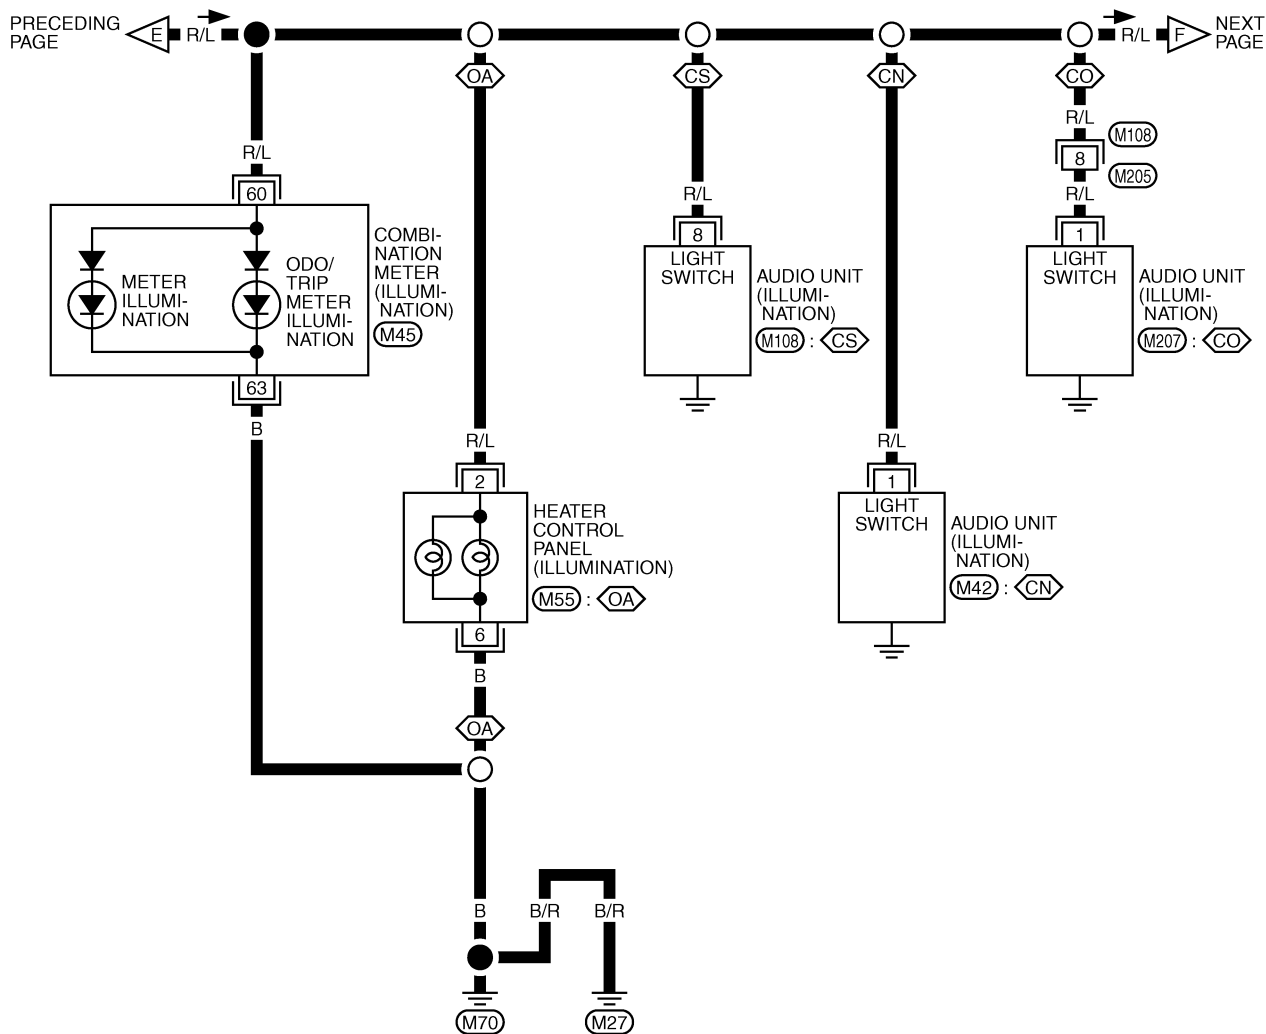 PRECEDING
PAGE
E
R/L
R/L
F
NEXT
PAGE
OA
CS
CN
CO
R/L
M108
8
M205
R/L
R/L
60
R/L
8
1
LIGHT
SWITCH
LIGHT
SWITCH
COMBI-
NATION
METER
(ILLUMI-
NATION)
M45
METER
ILLUMI-
NATION
ODO/
TRIP
METER
ILLUMI-
NATION
AUDIO UNIT
(ILLUMI-
NATION)
M108 : CS
AUDIO UNIT
(ILLUMI-
NATION)
M207 : CO
63
B
R/L
2
R/L
1
LIGHT
SWITCH
HEATER
CONTROL
PANEL
(ILLUMINATION)
M55 : OA
AUDIO UNIT
(ILLUMI-
NATION)
M42 : CN
6
B
OA
B
B/R
B/R
M70
M27